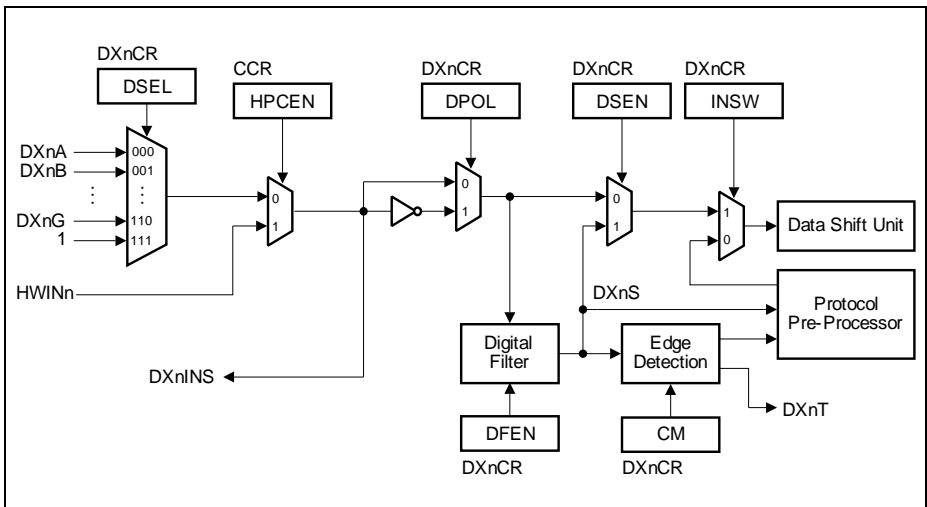 DXnCR
DSEL
CCR
HPCEN
DXnCR
DPOL
DXnCR
DSEN
DXnCR
INSW
DXnA
DXnB
DXnG
1
HWINn
000
001
110
111
0
1
0
1
0
1
1
0
Data Shift Unit
DXnS
Protocol
Pre-Processor
Digital
Filter
Edge
Detection
DXnINS
DXnT
DFEN
DXnCR
CM
DXnCR